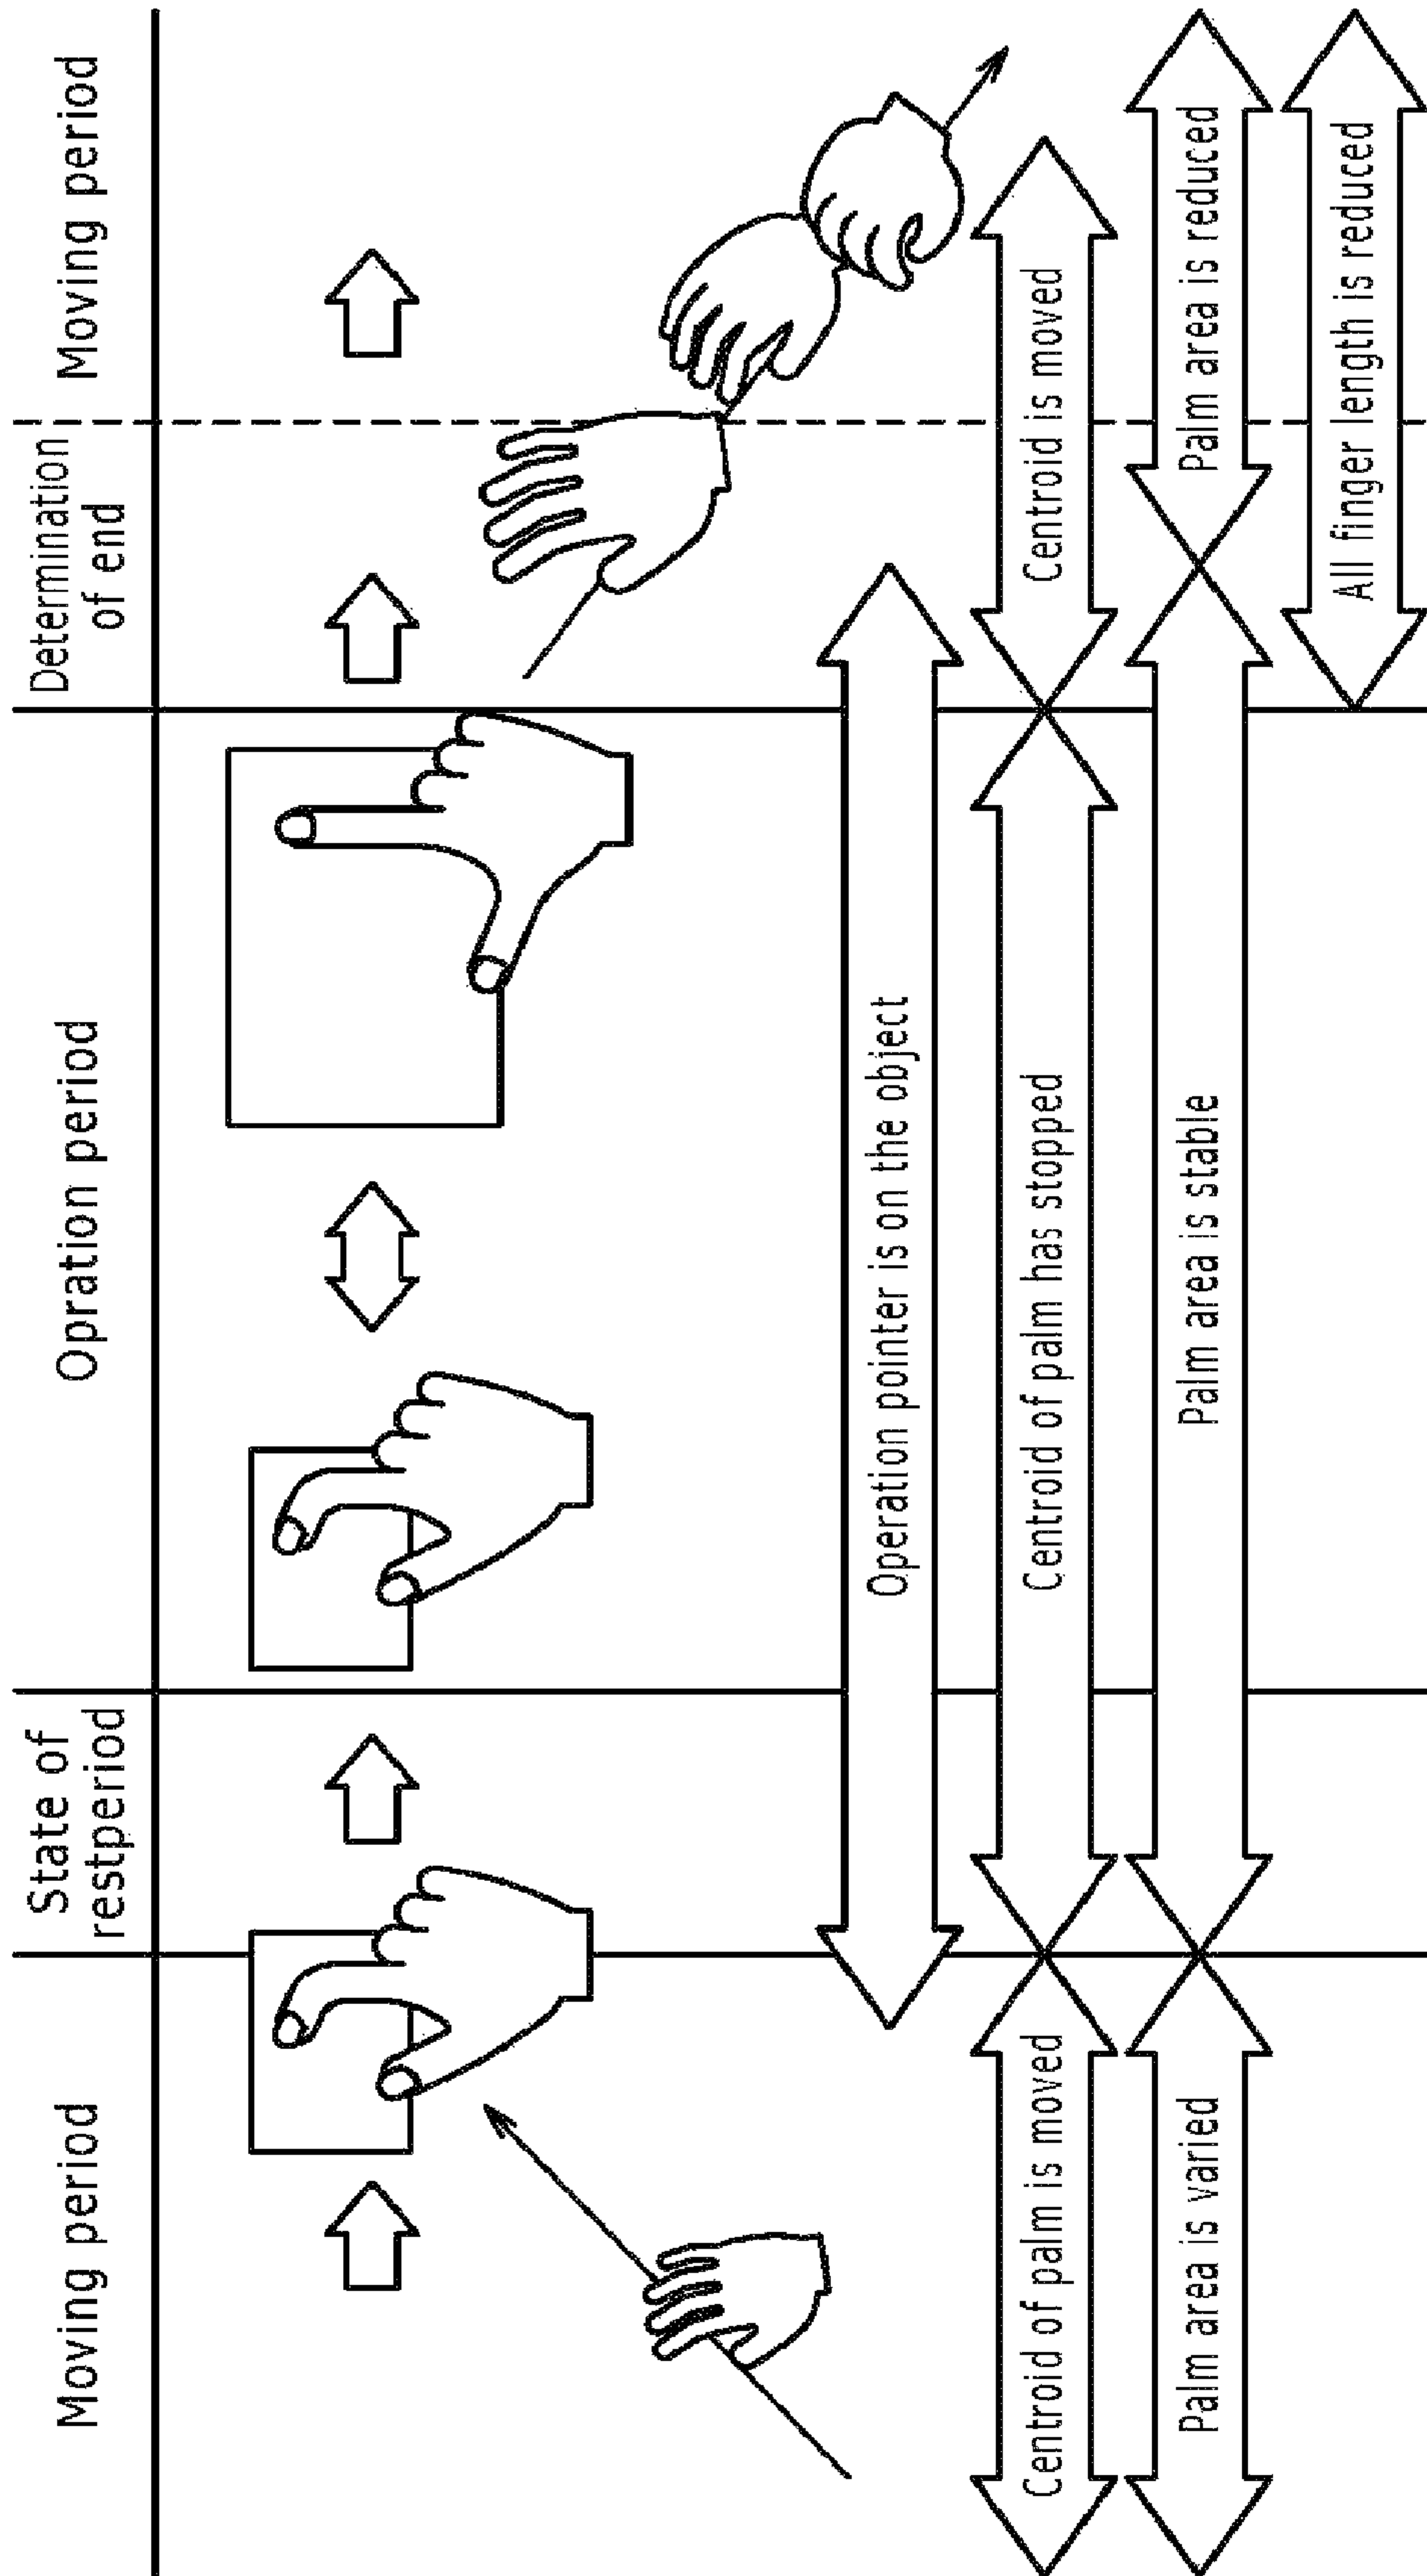 Moving period
State of
restperiod
Opration period
Determination
of end
Moving period
Operation pointer is on the object
Centroid of palm is moved
Centroid of palm has stopped
Centroid is moved
Palm area is varied
Palm area is stable
Palm area is reduced
All finger length is reduced